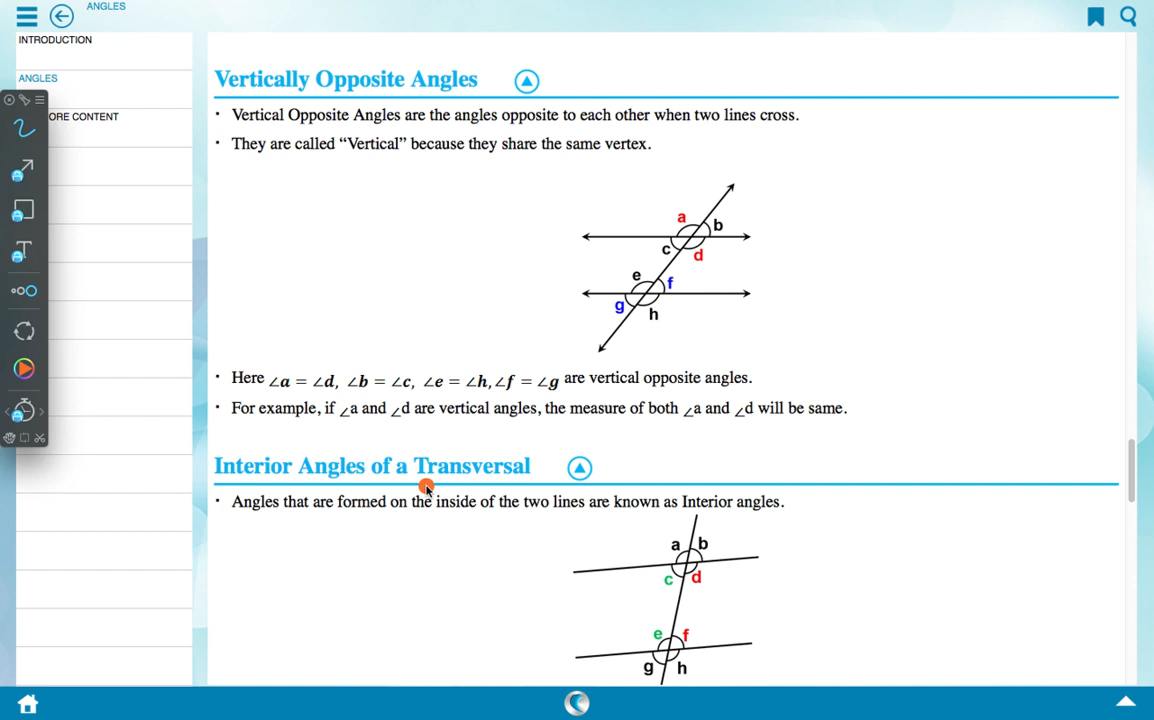 ANGLES
INTRODUCTION
ANGLES
ORE CONTENT
Vertically Opposite Angles
· Vertical Opposite Angles are the angles opposite to each other when two lines cross.
· They are called “Vertical” because they share the same vertex.
a
b
c
d
e
f
g
h
· Here ∠a = ∠d, ∠b = ∠c, ∠e = ∠h, ∠f = ∠g are vertical opposite angles.
· For example, if ∠a and ∠d are vertical angles, the measure of both ∠a and ∠d will be same.
Interior Angles of a Transversal
· Angles that are formed on the inside of the two lines are known as Interior angles.
a
b
c
d
e
f
g
h